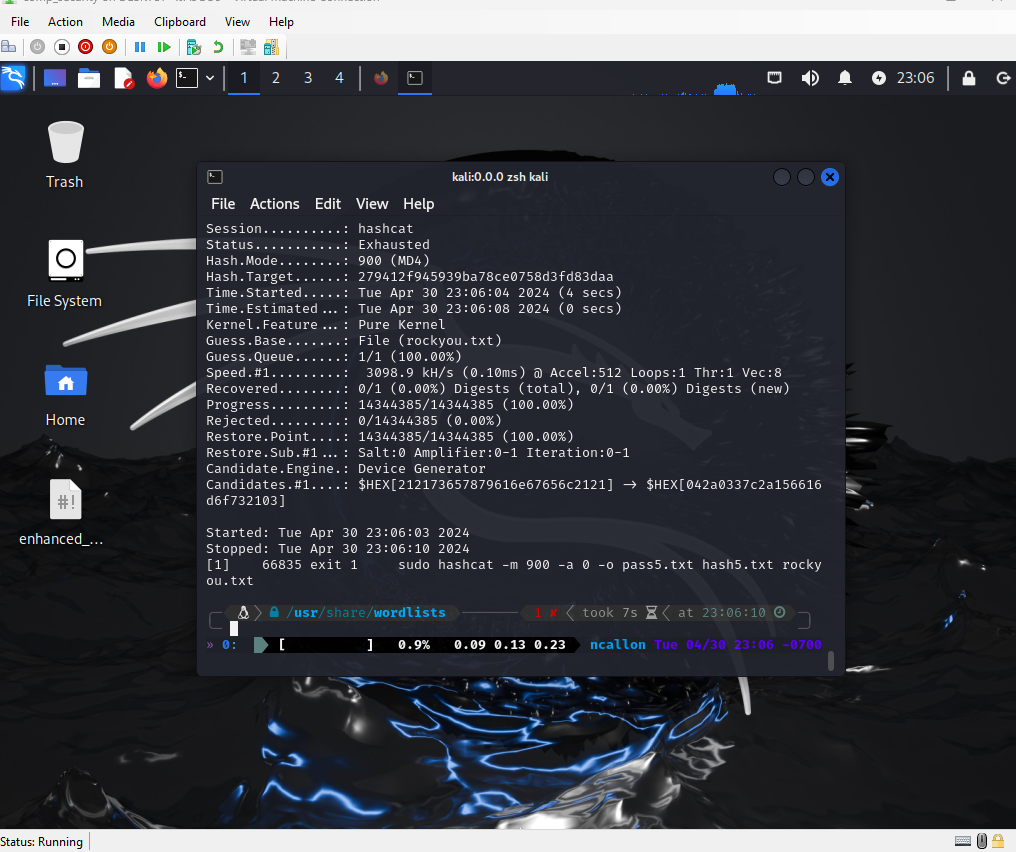 File Action Media Clipboard View Help
1 2 3 4 23:06
Trash
File System
Home
#!
enhanced_...
kali:0.0.0 zsh kali
File Actions Edit View Help
Session..........: hashcat
Status...........: Exhausted
Hash.Mode........: 900 (MD4)
Hash.Target......: 279412f945939ba78ce0758d3fd83daa
Time.Started.....: Tue Apr 30 23:06:04 2024 (4 secs)
Time.Estimated...: Tue Apr 30 23:06:08 2024 (0 secs)
Kernel.Feature...: Pure Kernel
Guess.Base.......: File (rockyou.txt)
Guess.Queue......: 1/1 (100.00%)
Speed.#1.........: 3098.9 kH/s (0.10ms) @ Accel:512 Loops:1 Thr:1 Vec:8
Recovered........: 0/1 (0.00%) Digests (total), 0/1 (0.00%) Digests (new)
Progress.........: 14344385/14344385 (100.00%)
Rejected.........: 0/14344385 (0.00%)
Restore.Point....: 14344385/14344385 (100.00%)
Restore.Sub.#1...: Salt:0 Amplifier:0-1 Iteration:0-1
Candidate.Engine.: Device Generator
Candidates.#1....: $HEX[212173657879616e67656c2121] → $HEX[042a0337c2a156616
d6f732103]
Started: Tue Apr 30 23:06:03 2024
Stopped: Tue Apr 30 23:06:10 2024
[1] 66835 exit 1 sudo hashcat -m 900 -a 0 -o pass5.txt hash5.txt rocky
ou.txt
/usr/share/wordlists 1 ✘ took 7s at 23:06:10
» 0: [ ] 0.9% 0.09 0.13 0.23 ncallon Tue 04/30 23:06 -0700
Status: Running